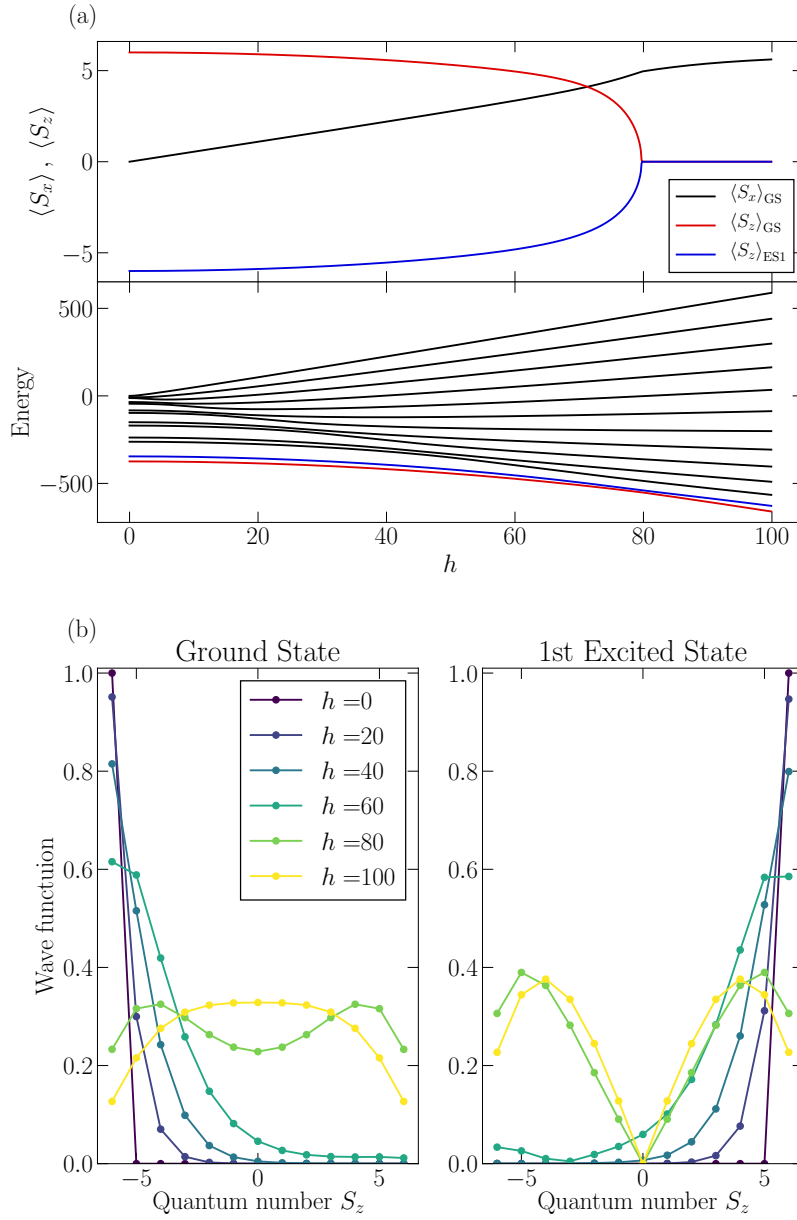 (a)
⟨S_x⟩ , ⟨S_z⟩
5
0
−5
⟨S_x⟩_GS
⟨S_z⟩_GS
⟨S_z⟩_ES1
Energy
500
0
−500
0 20 40 60 80 100
h
(b)
Ground State
1st Excited State
Wave functuion
1.0
0.8
0.6
0.4
0.2
0.0
h =0
h =20
h =40
h =60
h =80
h =100
−5 0 5
Quantum number S_z
1.0
0.8
0.6
0.4
0.2
0.0
−5 0 5
Quantum number S_z